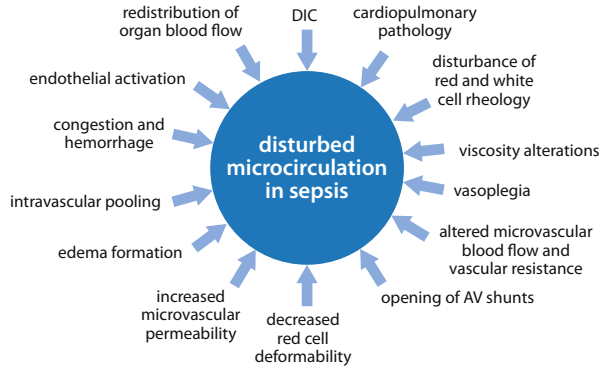 redistribution of
organ blood flow
DIC
cardiopulmonary
pathology
disturbance of
red and white
cell rheology
viscosity alterations
vasoplegia
altered microvascular
blood flow and
vascular resistance
opening of AV shunts
decreased
red cell
deformability
increased
microvascular
permeability
edema formation
intravascular pooling
congestion and
hemorrhage
endothelial activation
disturbed
microcirculation
in sepsis